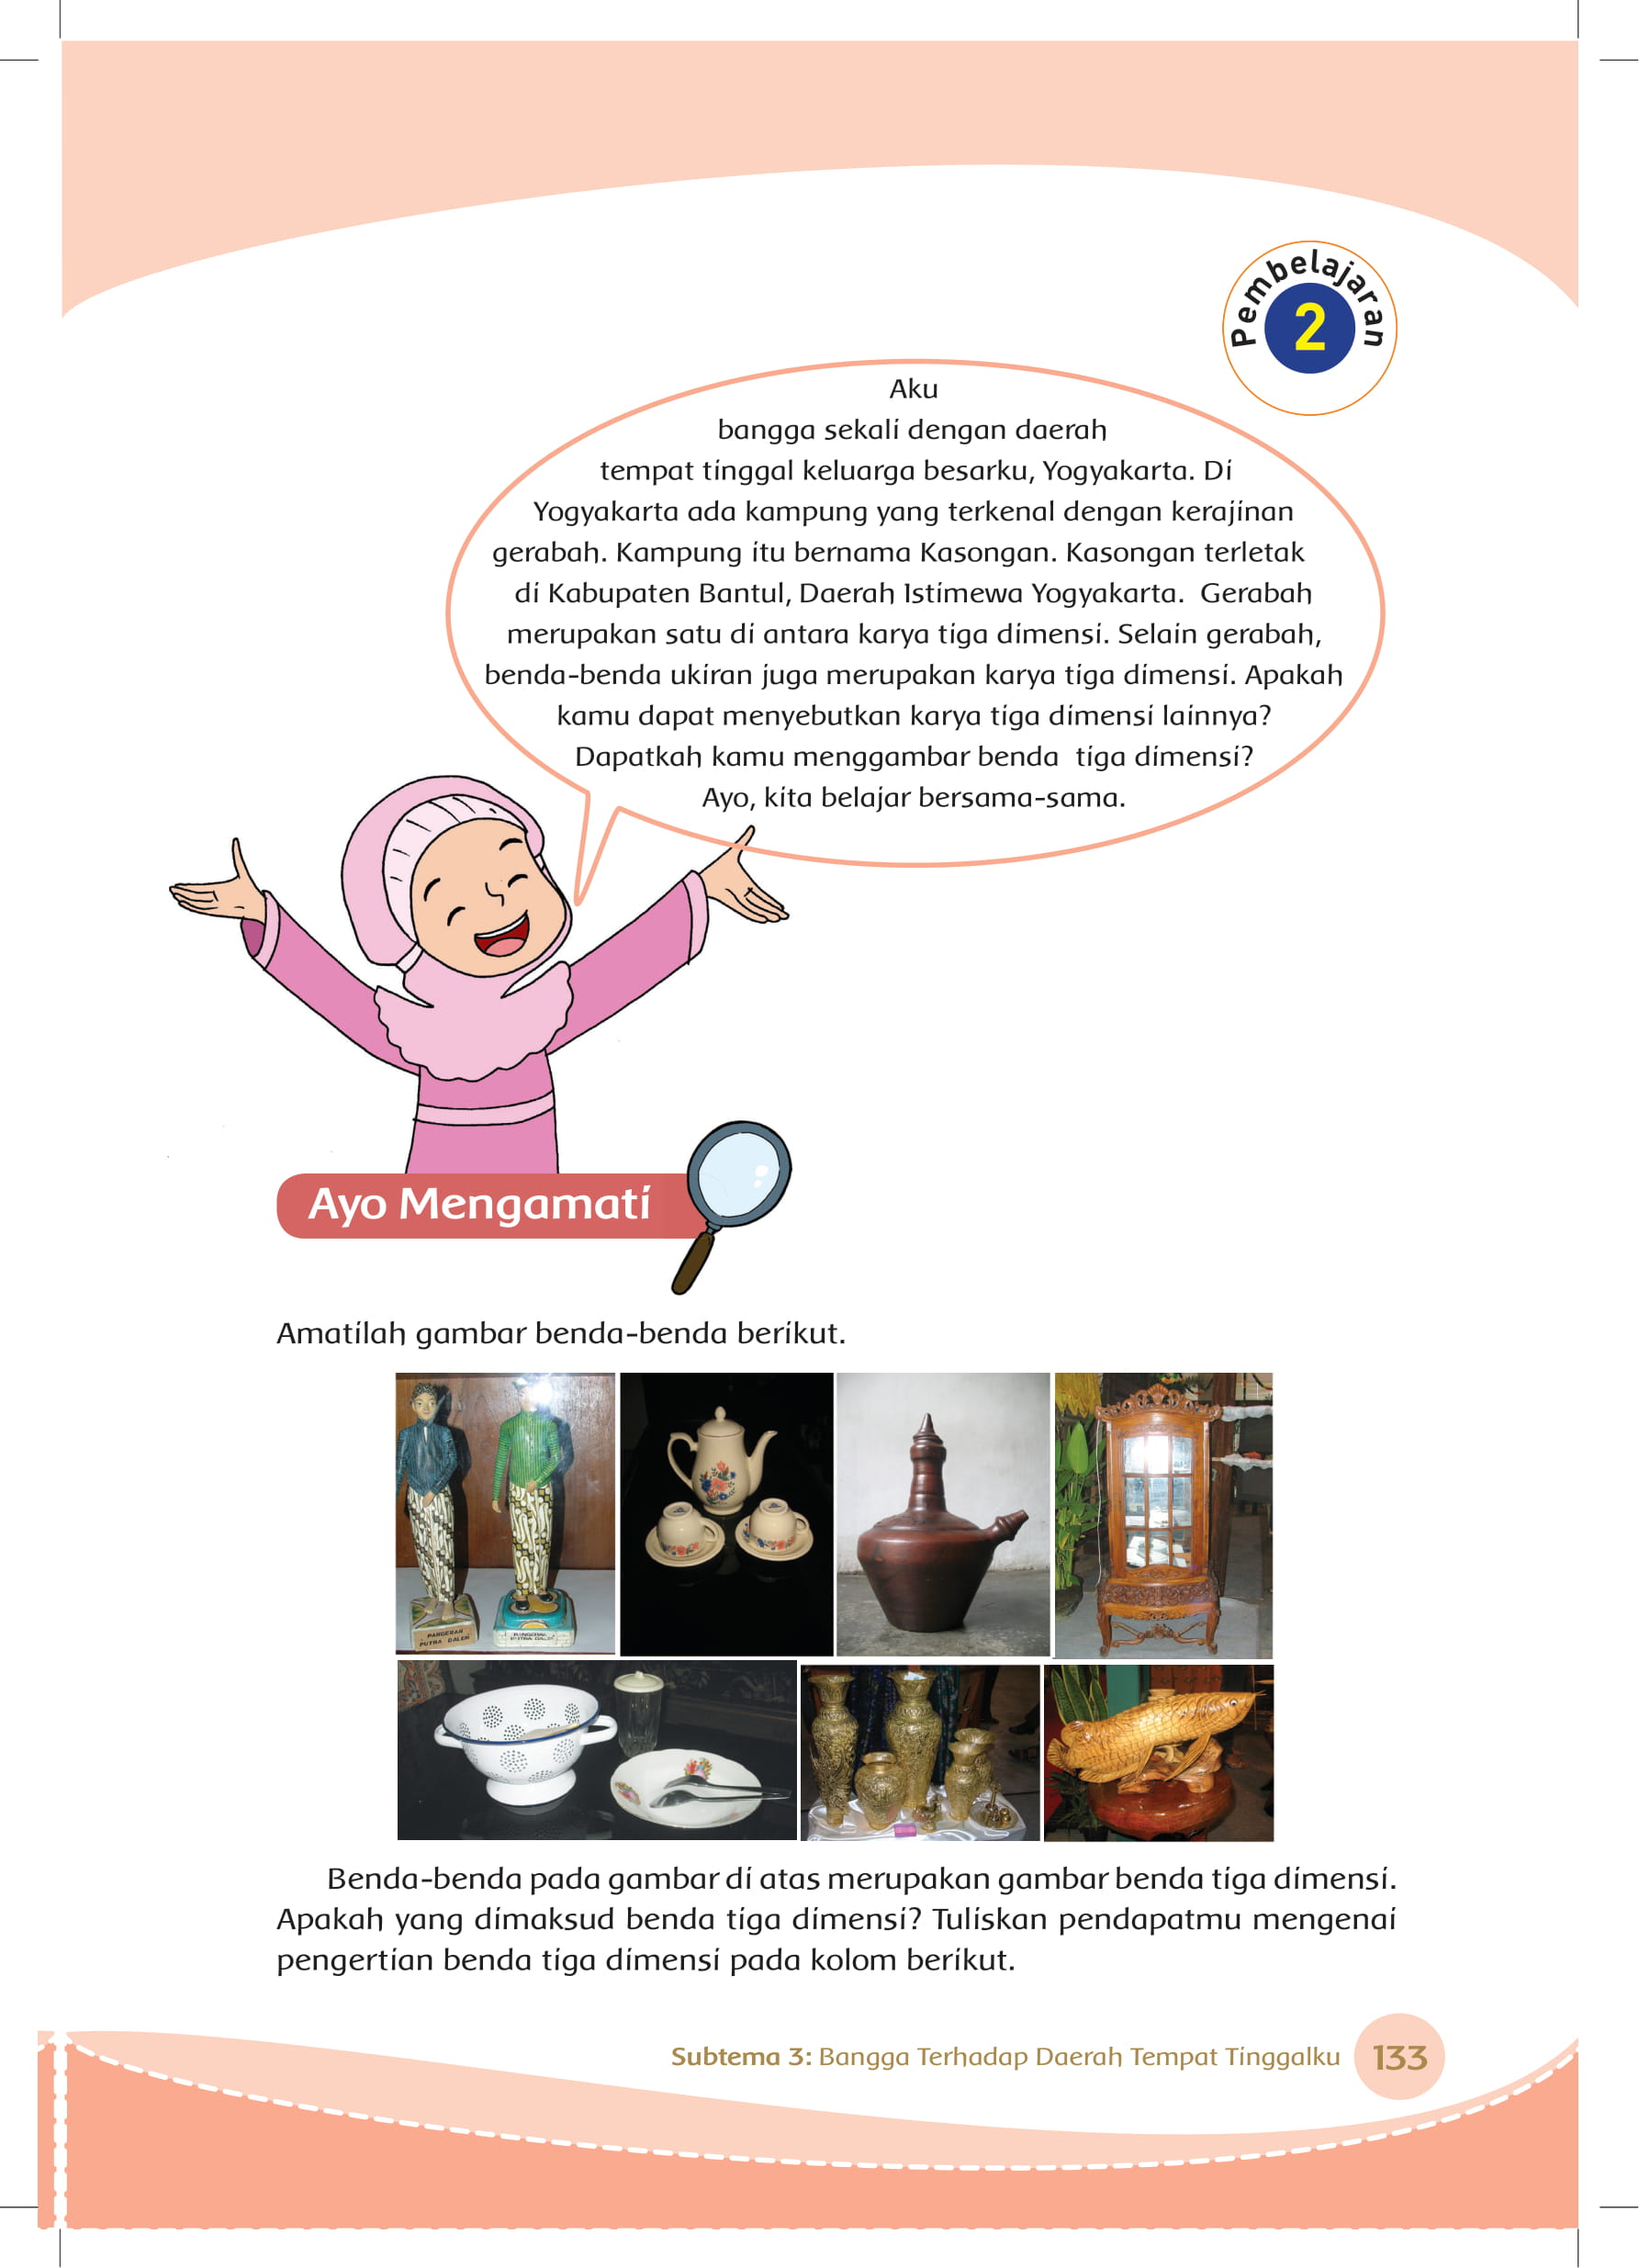 Pembelajaran
2
Aku
bangga sekali dengan daerah
tempat tinggal keluarga besarku, Yogyakarta. Di
Yogyakarta ada kampung yang terkenal dengan kerajinan
gerabah. Kampung itu bernama Kasongan. Kasongan terletak
di Kabupaten Bantul, Daerah Istimewa Yogyakarta. Gerabah
merupakan satu di antara karya tiga dimensi. Selain gerabah,
benda-benda ukiran juga merupakan karya tiga dimensi. Apakah
kamu dapat menyebutkan karya tiga dimensi lainnya?
Dapatkah kamu menggambar benda tiga dimensi?
Ayo, kita belajar bersama-sama.
Ayo Mengamati
Amatilah gambar benda-benda berikut.
PANGERAN
PUTRA DALEM
Benda-benda pada gambar di atas merupakan gambar benda tiga dimensi.
Apakah yang dimaksud benda tiga dimensi? Tuliskan pendapatmu mengenai
pengertian benda tiga dimensi pada kolom berikut.
Subtema 3: Bangga Terhadap Daerah Tempat Tinggalku
133